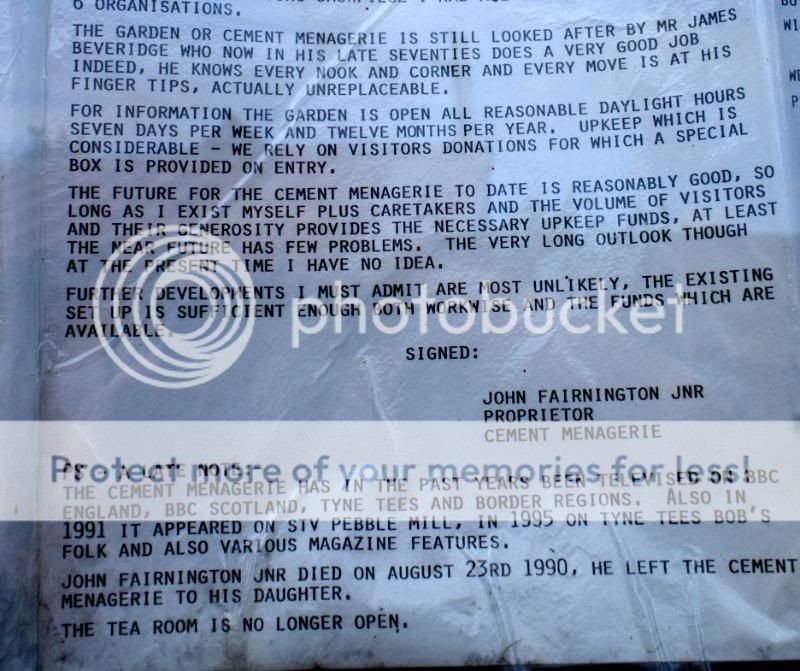 6 ORGANISATIONS.
THE GARDEN OR CEMENT MENAGERIE IS STILL LOOKED AFTER BY MR JAMES
BEVERIDGE WHO NOW IN HIS LATE SEVENTIES DOES A VERY GOOD JOB
INDEED, HE KNOWS EVERY NOOK AND CORNER AND EVERY MOVE IS AT HIS
FINGER TIPS, ACTUALLY UNREPLACEABLE.
FOR INFORMATION THE GARDEN IS OPEN ALL REASONABLE DAYLIGHT HOURS
SEVEN DAYS PER WEEK AND TWELVE MONTHS PER YEAR. UPKEEP WHICH IS
CONSIDERABLE - WE RELY ON VISITORS DONATIONS FOR WHICH A SPECIAL
BOX IS PROVIDED ON ENTRY.
THE FUTURE FOR THE CEMENT MENAGERIE TO DATE IS REASONABLY GOOD, SO
LONG AS I EXIST MYSELF PLUS CARETAKERS AND THE VOLUME OF VISITORS
AND THEIR GENEROSITY PROVIDES THE NECESSARY UPKEEP FUNDS, AT LEAST
THE NEAR FUTURE HAS FEW PROBLEMS. THE VERY LONG OUTLOOK THOUGH
AT THE PRESENT TIME I HAVE NO IDEA.
FURTHER DEVELOPMENTS I MUST ADMIT ARE MOST UNLIKELY, THE EXISTING
SET UP IS SUFFICIENT ENOUGH BOTH WORKWISE AND THE FUNDS WHICH ARE
AVAILABLE.
photobucket
SIGNED:
JOHN FAIRNINGTON JNR
PROPRIETOR
CEMENT MENAGERIE
Protect more of your memories for less!
PS - A LATE NOTE:-
THE CEMENT MENAGERIE HAS IN THE PAST YEARS BEEN TELEVISED ON BBC
ENGLAND, BBC SCOTLAND, TYNE TEES AND BORDER REGIONS. ALSO IN
1991 IT APPEARED ON STV PEBBLE MILL, IN 1995 ON TYNE TEES BOB'S
FOLK AND ALSO VARIOUS MAGAZINE FEATURES.
JOHN FAIRNINGTON JNR DIED ON AUGUST 23RD 1990, HE LEFT THE CEMENT
MENAGERIE TO HIS DAUGHTER.
THE TEA ROOM IS NO LONGER OPEN.